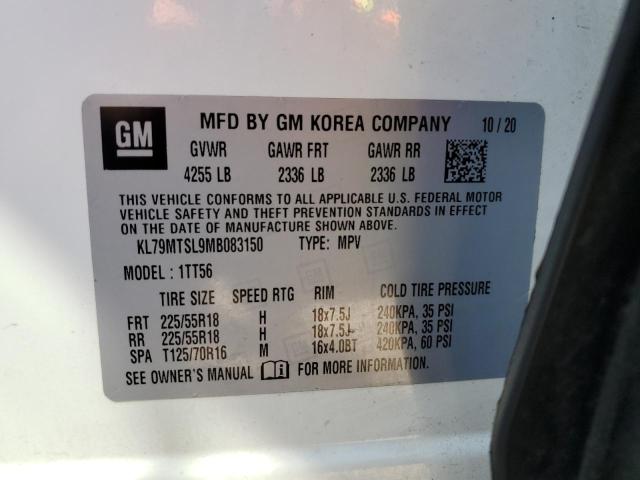 GM MFD BY GM KOREA COMPANY 10/20
GVWR GAWR FRT GAWR RR
4255 LB 2336 LB 2336 LB
THIS VEHICLE CONFORMS TO ALL APPLICABLE U.S. FEDERAL MOTOR
VEHICLE SAFETY AND THEFT PREVENTION STANDARDS IN EFFECT
ON THE DATE OF MANUFACTURE SHOWN ABOVE.
KL79MTSL9MB083150 TYPE: MPV
MODEL: 1TT56
TIRE SIZE SPEED RTG RIM COLD TIRE PRESSURE
FRT 225/55R18 H 18x7.5J 240KPA, 35 PSI
RR 225/55R18 H 18x7.5J 240KPA, 35 PSI
SPA T125/70R16 M 16x4.0BT 420KPA, 60 PSI
SEE OWNER'S MANUAL FOR MORE INFORMATION.